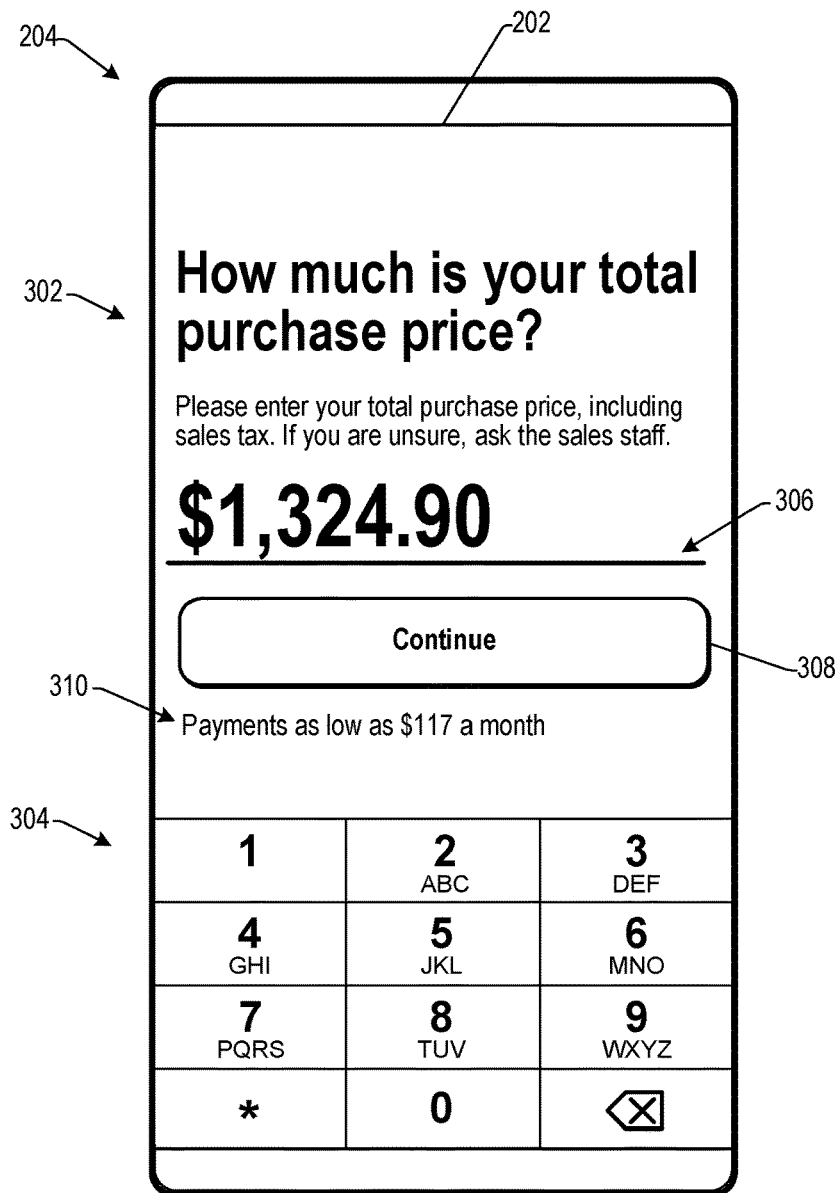 204
202
302
How much is your total
purchase price?
Please enter your total purchase price, including
sales tax. If you are unsure, ask the sales staff.
$1,324.90
306
Continue
308
310
Payments as low as $117 a month
304
1
2
3
ABC
DEF
4
5
6
GHI
JKL
MNO
7
8
9
PQRS
TUV
WXYZ
*
0